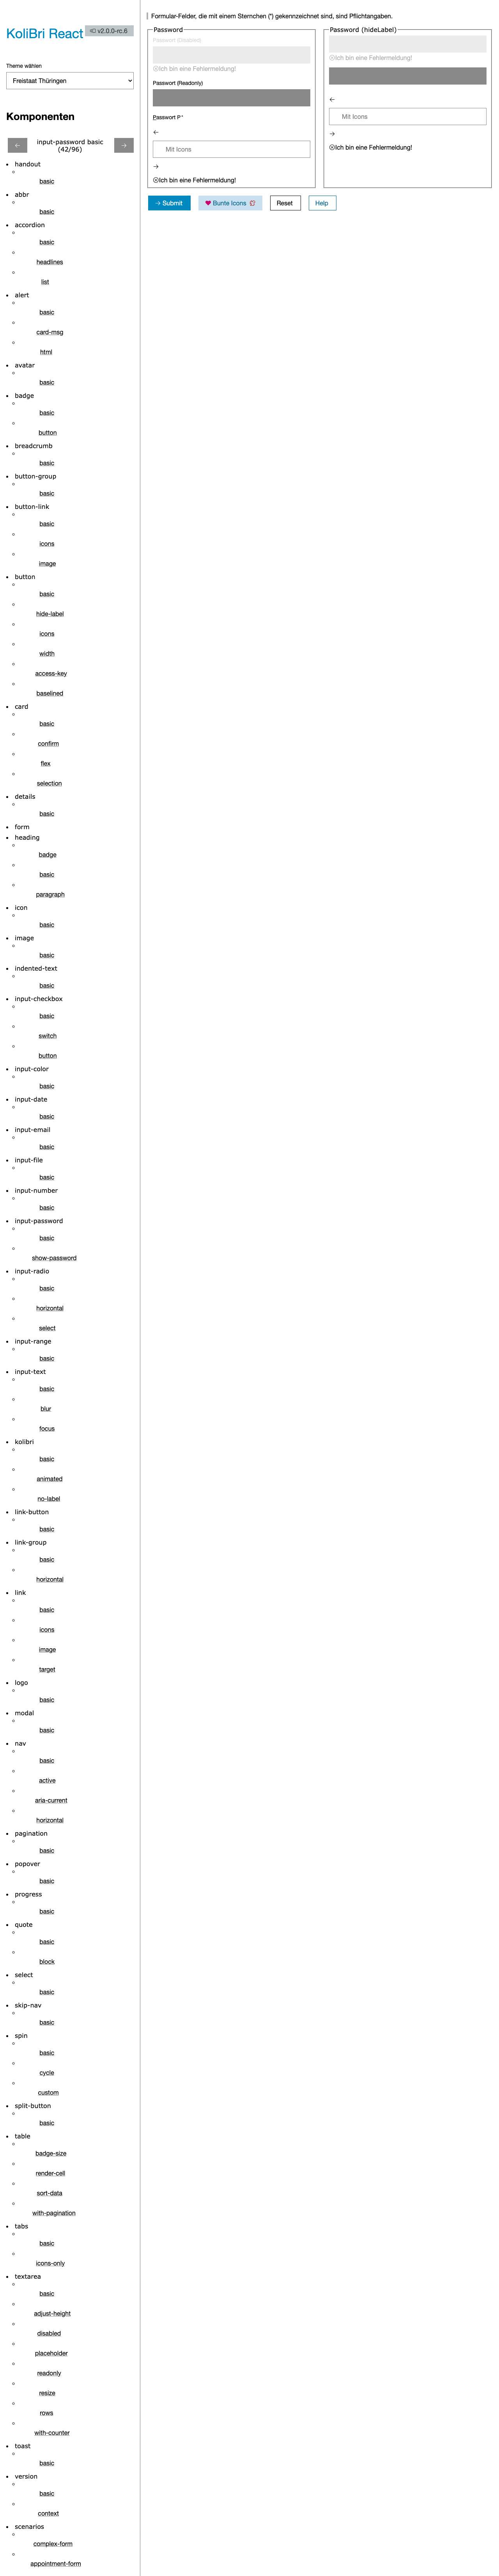 KoliBri React
v2.0.0-rc.6
Theme wählen
Freistaat Thüringen
Komponenten
input-password basic
(42/96)
handout
basic
abbr
basic
accordion
basic
headlines
list
alert
basic
card-msg
html
avatar
basic
badge
basic
button
breadcrumb
basic
button-group
basic
button-link
basic
icons
image
button
basic
hide-label
icons
width
access-key
baselined
card
basic
confirm
flex
selection
details
basic
form
heading
badge
basic
paragraph
icon
basic
image
basic
indented-text
basic
input-checkbox
basic
switch
button
input-color
basic
input-date
basic
input-email
basic
input-file
basic
input-number
basic
input-password
basic
show-password
input-radio
basic
horizontal
select
input-range
basic
input-text
basic
blur
focus
kolibri
basic
animated
no-label
link-button
basic
link-group
basic
horizontal
link
basic
icons
image
target
logo
basic
modal
basic
nav
basic
active
aria-current
horizontal
pagination
basic
popover
basic
progress
basic
quote
basic
block
select
basic
skip-nav
basic
spin
basic
cycle
custom
split-button
basic
table
badge-size
render-cell
sort-data
with-pagination
tabs
basic
icons-only
textarea
basic
adjust-height
disabled
placeholder
readonly
resize
rows
with-counter
toast
basic
version
basic
context
scenarios
complex-form
appointment-form
Formular-Felder, die mit einem Sternchen (*) gekennzeichnet sind, sind Pflichtangaben.
Password
Passwort (Disabled)
Ich bin eine Fehlermeldung!
Passwort (Readonly)
Passwort P*
Mit Icons
Ich bin eine Fehlermeldung!
Password (hideLabel)
Ich bin eine Fehlermeldung!
Mit Icons
Ich bin eine Fehlermeldung!
Submit
Bunte Icons
Reset
Help